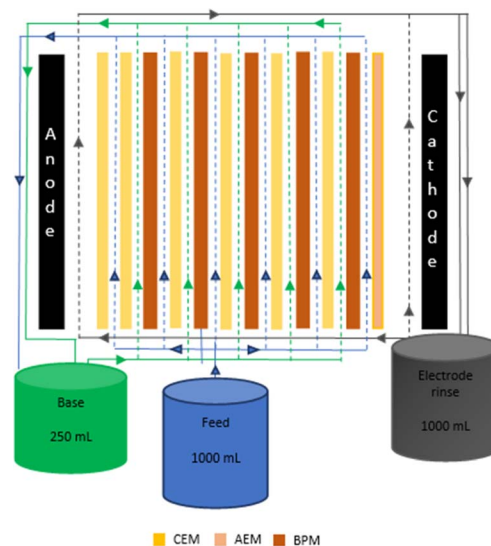 Anode
Cathode
Base
250 mL
Feed
1000 mL
Electrode
rinse
1000 mL
CEM AEM BPM